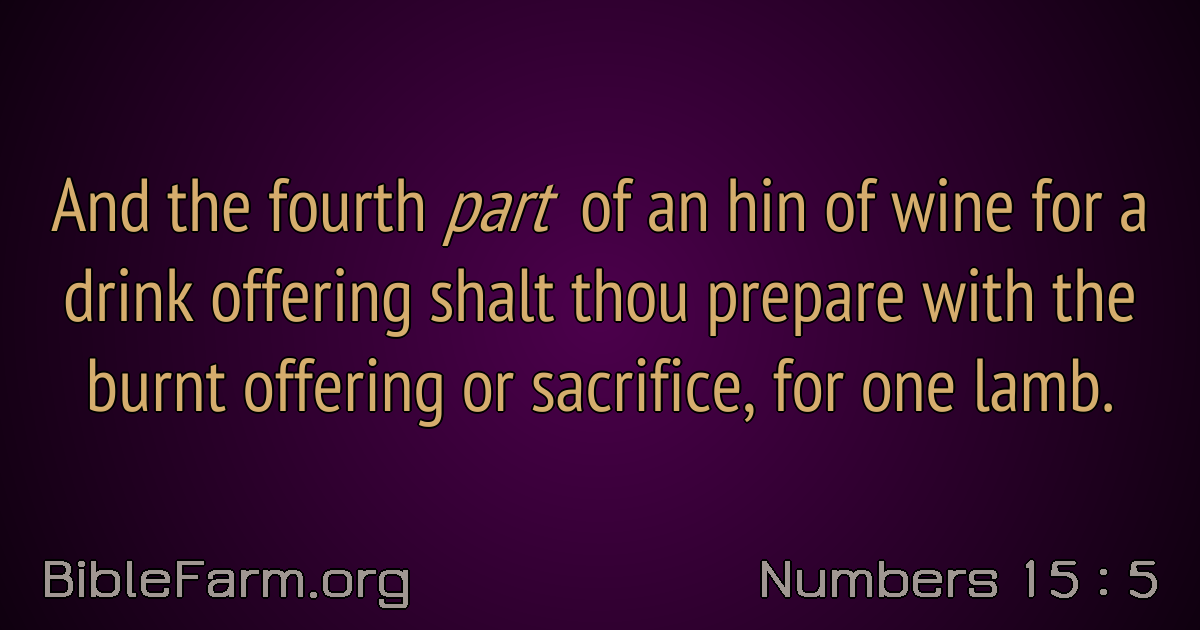 And the fourth part of an hin of wine for a
drink offering shalt thou prepare with the
burnt offering or sacrifice, for one lamb.
BibleFarm.org
Numbers 15 : 5